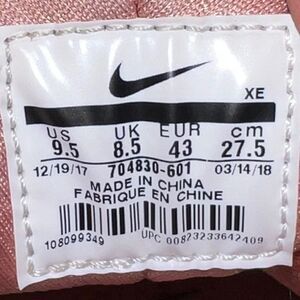 XE
US UK EUR cm
9.5 8.5 43 27.5
12/19/17 704830-601 03/14/18
MADE IN CHINA
FABRIQUE EN CHINE
108099349
UPC 00823233642409